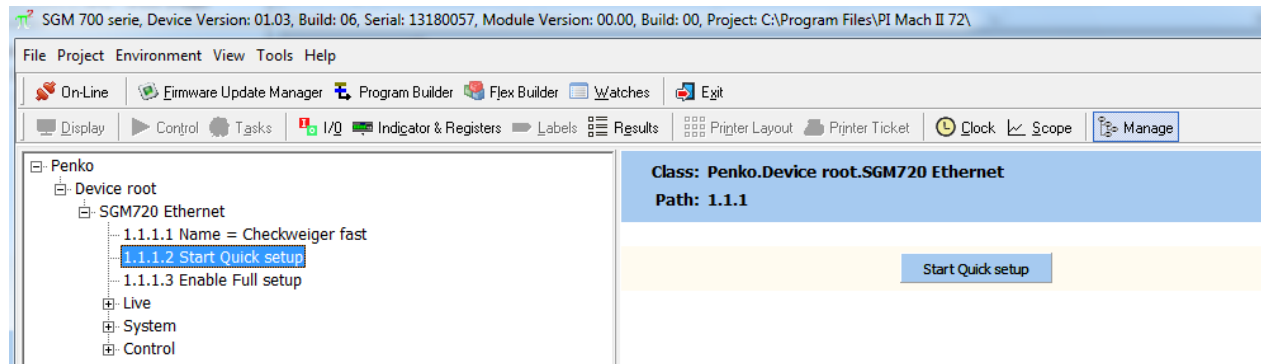 SGM 700 serie, Device Version: 01.03, Build: 06, Serial: 13180057, Module Version: 00.00, Build: 00, Project: C:\Program Files\PI Mach II 72\
File Project Environment View Tools Help
On-Line Firmware Update Manager Program Builder Flex Builder Watches Exit
Display Control Tasks I/O Indicator & Registers Labels Results Printer Layout Printer Ticket Clock Scope Manage
Penko
Device root
SGM720 Ethernet
1.1.1.1 Name = Checkweiger fast
1.1.1.2 Start Quick setup
1.1.1.3 Enable Full setup
Live
System
Control
Class: Penko.Device root.SGM720 Ethernet
Path: 1.1.1
Start Quick setup